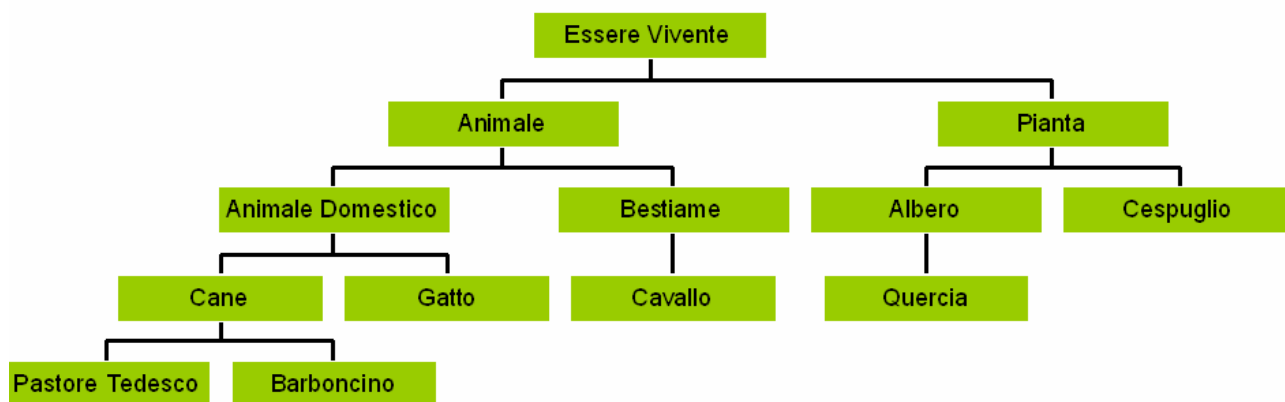 Essere Vivente
Animale
Pianta
Animale Domestico
Bestiame
Albero
Cespuglio
Cane
Gatto
Cavallo
Quercia
Pastore Tedesco
Barboncino